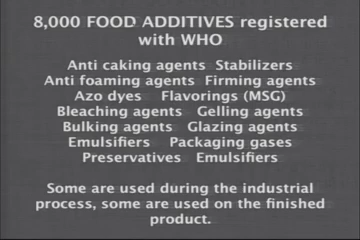 8,000 FOOD ADDITIVES registered
with WHO
Anti caking agents Stabilizers
Anti foaming agents Firming agents
Azo dyes Flavorings (MSG)
Bleaching agents Gelling agents
Bulking agents Glazing agents
Emulsifiers Packaging gases
Preservatives Emulsifiers
Some are used during the industrial
process, some are used on the finished
product.